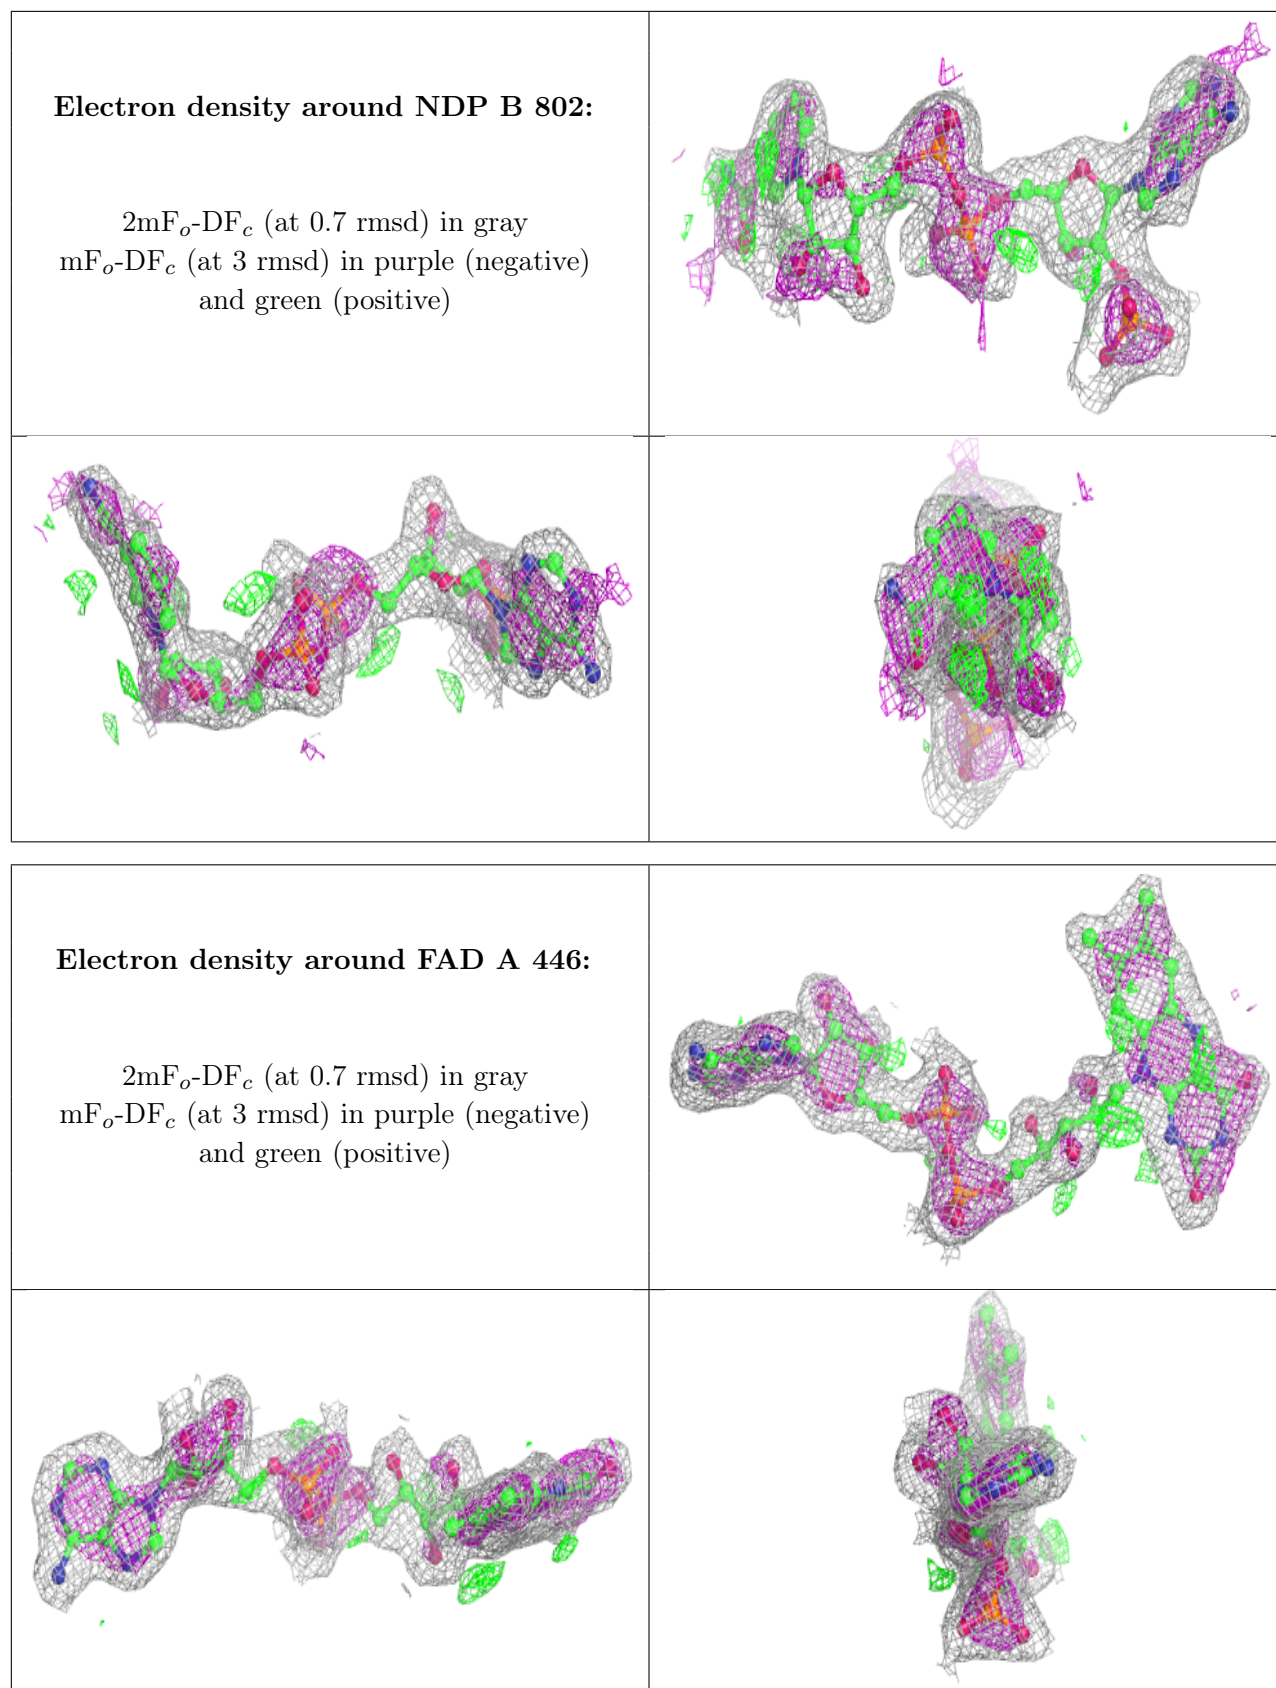 Electron density around NDP B 802:
2mFo-DFc (at 0.7 rmsd) in gray
mFo-DFc (at 3 rmsd) in purple (negative)
and green (positive)
Electron density around FAD A 446:
2mFo-DFc (at 0.7 rmsd) in gray
mFo-DFc (at 3 rmsd) in purple (negative)
and green (positive)